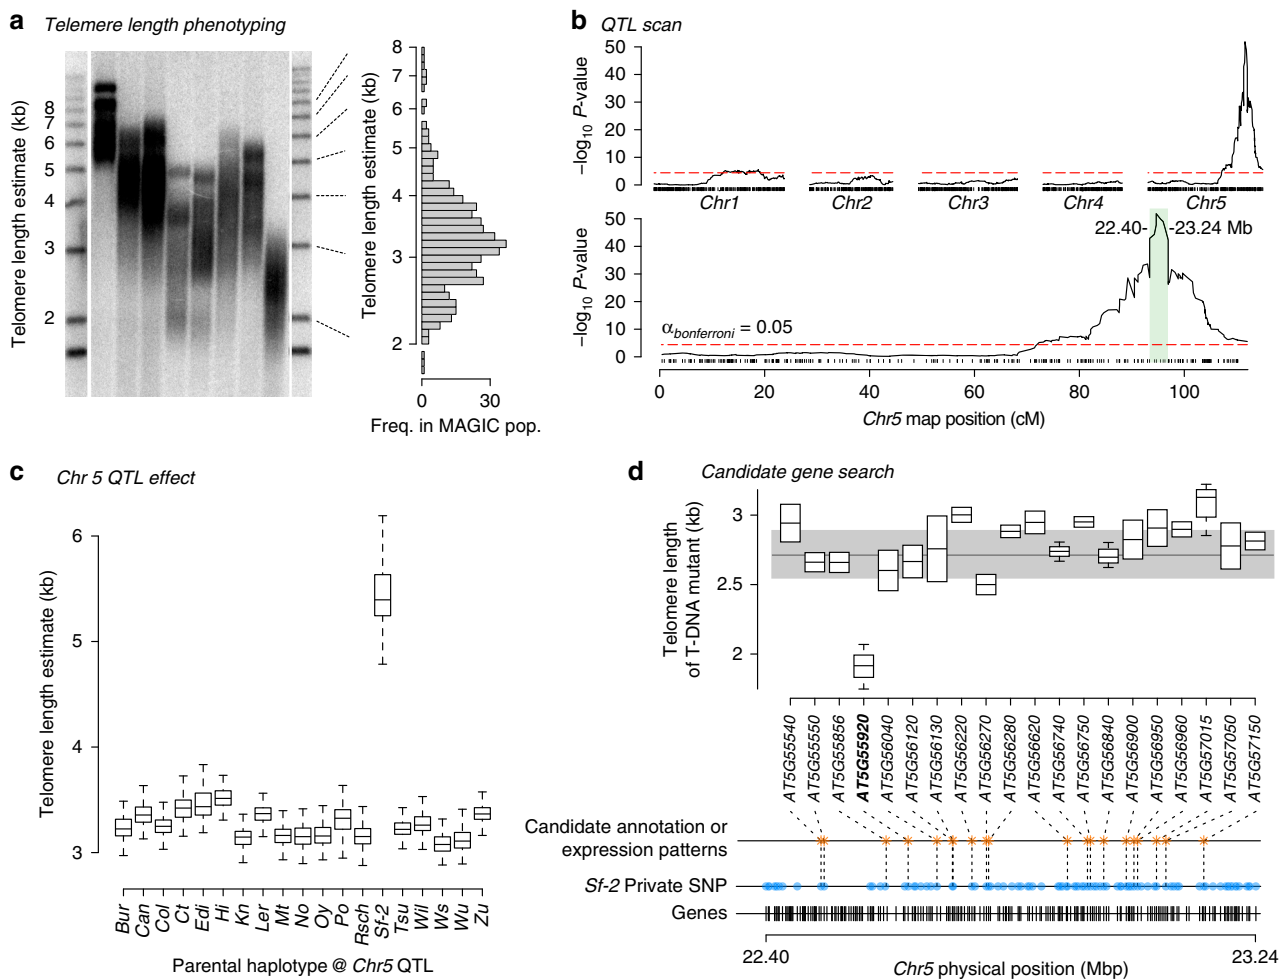 a Telomere length phenotyping
Telomere length estimate (kb)
8
7
6
5
4
3
2
Telomere length estimate (kb)
8
7
6
5
4
3
2
0 30
Freq. in MAGIC pop.
b QTL scan
–log10 P-value
50
40
30
20
10
0
Chr1 Chr2 Chr3 Chr4 Chr5
–log10 P-value
50
40
30
20
10
0
22.40- -23.24 Mb
αbonferroni = 0.05
0 20 40 60 80 100
Chr5 map position (cM)
c Chr 5 QTL effect
Telomere length estimate (kb)
6
5
4
3
Bur Can Col Ct Edi Hi Kn Ler Mt No Oy Po Rsch Sf-2 Tsu Wil Ws Wu Zu
Parental haplotype @ Chr5 QTL
d Candidate gene search
Telomere length
of T-DNA mutant (kb)
3
2.5
2
AT5G55540 AT5G55550 AT5G55856 AT5G55920 AT5G56040 AT5G56120 AT5G56130 AT5G56220 AT5G56270 AT5G56280 AT5G56620 AT5G56740 AT5G56750 AT5G56840 AT5G56900 AT5G56950 AT5G56960 AT5G57015 AT5G57050 AT5G57150
Candidate annotation or
expression patterns
Sf-2 Private SNP
Genes
22.40 23.24
Chr5 physical position (Mbp)